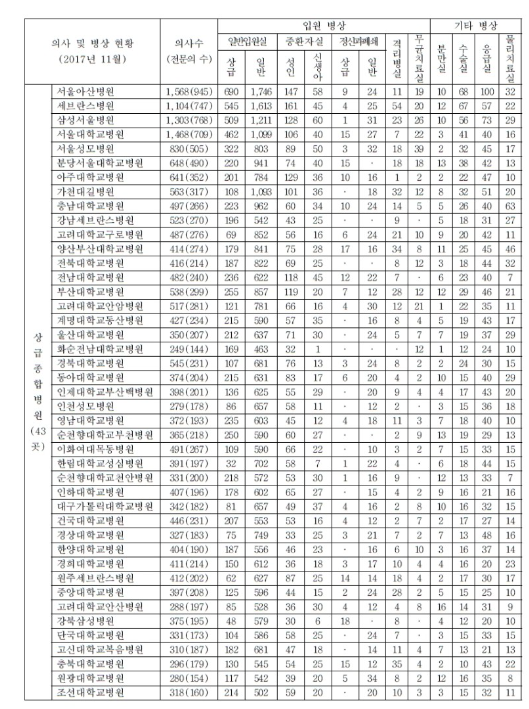 의사 및 병상 현황 (2017년 11월) | 의사수 (전문의 수) | 입원 병상 | 기타 병상
일반입원실 | 중환자실 | 정신과폐쇄 | 격리병실 | 무균치료실 | 분만실 | 수술실 | 응급실 | 물리치료실
상급 | 일반 | 성인 | 신생아 | 상급 | 일반
상급종합병원 (43곳)
서울아산병원 1,568(945) 690 1,746 147 58 9 24 11 19 10 68 100 32
세브란스병원 1,104(747) 545 1,613 161 45 4 25 54 20 12 67 57 22
삼성서울병원 1,303(768) 509 1,211 128 60 1 31 23 26 10 56 73 29
서울대학교병원 1,468(709) 462 1,099 106 40 15 27 7 22 3 41 40 16
서울성모병원 830(505) 322 803 89 50 3 32 18 39 2 32 45 17
분당서울대학교병원 648(490) 220 941 74 40 15 · 18 18 13 38 42 13
아주대학교병원 641(352) 201 784 129 36 10 16 1 2 2 22 47 10
가천대길병원 563(317) 108 1,093 101 36 · 18 32 12 8 32 51 20
충남대학교병원 497(266) 223 962 60 34 10 24 14 5 5 26 40 63
강남세브란스병원 523(270) 196 542 43 25 · · 9 · 5 18 31 27
고려대학교구로병원 487(276) 69 852 56 16 6 24 21 10 9 20 42 11
양산부산대학교병원 414(274) 179 841 75 28 17 16 34 8 11 25 45 46
전북대학교병원 416(214) 187 822 69 25 · · 8 12 3 18 44 32
전남대학교병원 482(240) 236 622 118 45 12 22 7 · 6 23 40 7
부산대학교병원 538(299) 255 857 119 20 7 12 28 12 12 29 46 21
고려대학교안암병원 517(281) 121 781 66 16 4 30 12 21 1 22 35 11
계명대학교동산병원 427(234) 215 590 57 35 · 16 8 4 5 19 43 17
울산대학교병원 350(207) 212 637 71 30 · 24 5 7 7 19 37 29
화순전남대학교병원 249(144) 169 463 32 1 · · · 12 1 12 24 10
경북대학교병원 545(231) 107 681 76 13 3 24 8 2 2 24 30 15
동아대학교병원 374(204) 215 631 83 17 6 20 4 2 10 15 40 29
인제대학교부산백병원 398(201) 136 625 55 29 · 20 9 4 4 17 43 20
인천성모병원 279(178) 86 657 58 11 · 12 2 · 3 15 36 18
영남대학교병원 372(193) 235 603 45 12 4 18 11 3 7 18 40 10
순천향대학교부천병원 365(218) 250 590 60 27 · · 2 9 13 19 29 13
이화여대목동병원 491(267) 109 590 66 22 · 10 3 2 7 15 33 15
한림대학교성심병원 391(197) 32 702 58 7 1 22 4 · 6 18 44 15
순천향대학교천안병원 331(200) 218 572 53 30 1 16 9 · 12 13 33 7
인하대학교병원 407(196) 178 602 65 27 · 15 4 2 9 16 21 16
대구가톨릭대학교병원 342(182) 81 657 49 37 4 16 2 8 10 16 32 15
건국대학교병원 446(231) 207 553 53 16 4 12 2 7 2 17 27 14
경상대학교병원 327(183) 75 749 33 25 3 21 7 2 7 13 48 16
한양대학교병원 404(190) 187 556 46 23 · 16 6 10 3 16 37 14
경희대학교병원 411(214) 150 612 36 18 3 17 10 4 4 16 20 23
원주세브란스병원 412(202) 62 627 87 25 14 14 18 4 2 17 30 17
중앙대학교병원 397(208) 125 596 44 15 2 24 28 2 5 15 25 10
고려대학교안산병원 288(197) 85 528 36 30 4 12 4 8 16 14 31 9
강북삼성병원 375(195) 48 579 30 6 18 · 8 · 4 12 20 10
단국대학교병원 331(173) 104 586 58 25 · 24 7 · 3 15 33 15
고신대학교복음병원 310(187) 182 681 47 18 · 14 11 4 7 13 21 13
충북대학교병원 296(179) 130 545 54 25 15 12 35 4 2 10 43 22
원광대학교병원 280(154) 117 542 39 20 5 34 8 2 12 16 35 8
조선대학교병원 318(160) 214 502 59 20 · 20 10 3 3 15 32 11